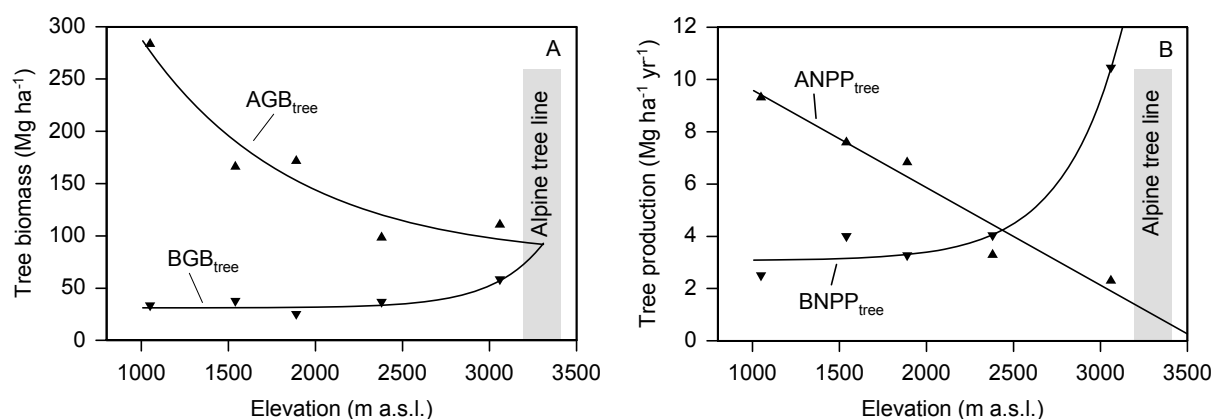 A
300
250
200
150
100
50
0
Tree biomass (Mg ha⁻¹)
AGBtree
BGBtree
Alpine tree line
1000 1500 2000 2500 3000 3500
Elevation (m a.s.l.)
B
12
10
8
6
4
2
0
Tree production (Mg ha⁻¹ yr⁻¹)
ANPPtree
BNPPtree
Alpine tree line
1000 1500 2000 2500 3000 3500
Elevation (m a.s.l.)